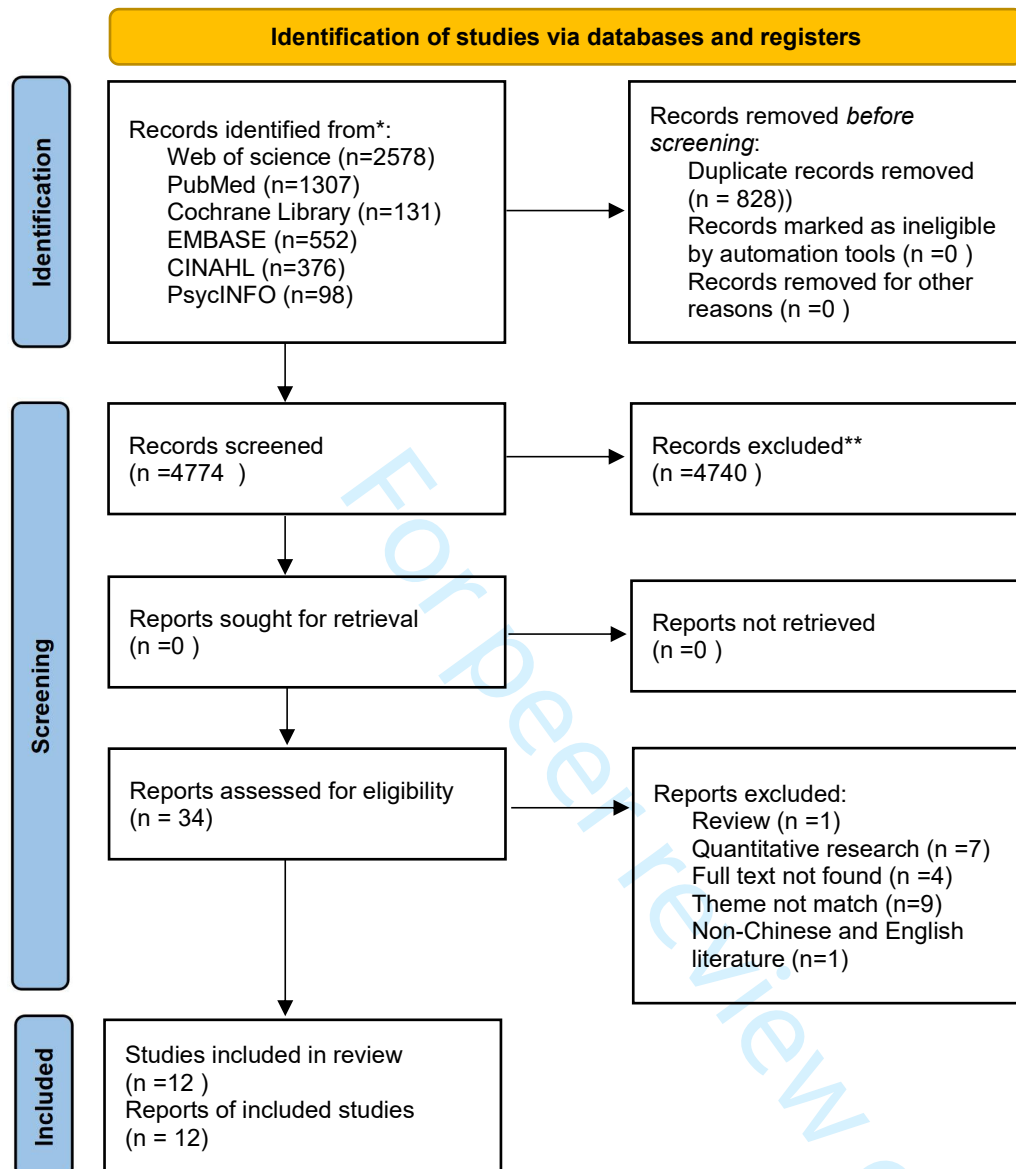 Identification of studies via databases and registers
Identification
Records identified from*:
Web of science (n=2578)
PubMed (n=1307)
Cochrane Library (n=131)
EMBASE (n=552)
CINAHL (n=376)
PsycINFO (n=98)
Records removed before
screening:
Duplicate records removed
(n = 828))
Records marked as ineligible
by automation tools (n =0 )
Records removed for other
reasons (n =0 )
Screening
Records screened
(n =4774  )
Records excluded**
(n =4740 )
Reports sought for retrieval
(n =0 )
Reports not retrieved
(n =0 )
Reports assessed for eligibility
(n = 34)
Reports excluded:
Review (n =1)
Quantitative research (n =7)
Full text not found (n =4)
Theme not match (n=9)
Non-Chinese and English
literature (n=1)
Included
Studies included in review
(n =12 )
Reports of included studies
(n = 12)
For peer review